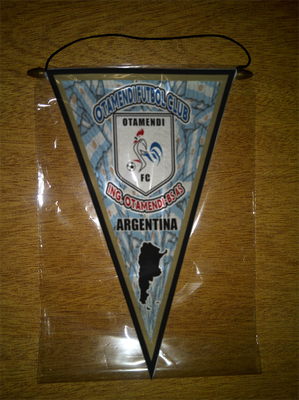 OTAMENDI FUTBOL CLUB
OTAMENDI
FC
ING. OTAMENDI-BS AS
ARGENTINA